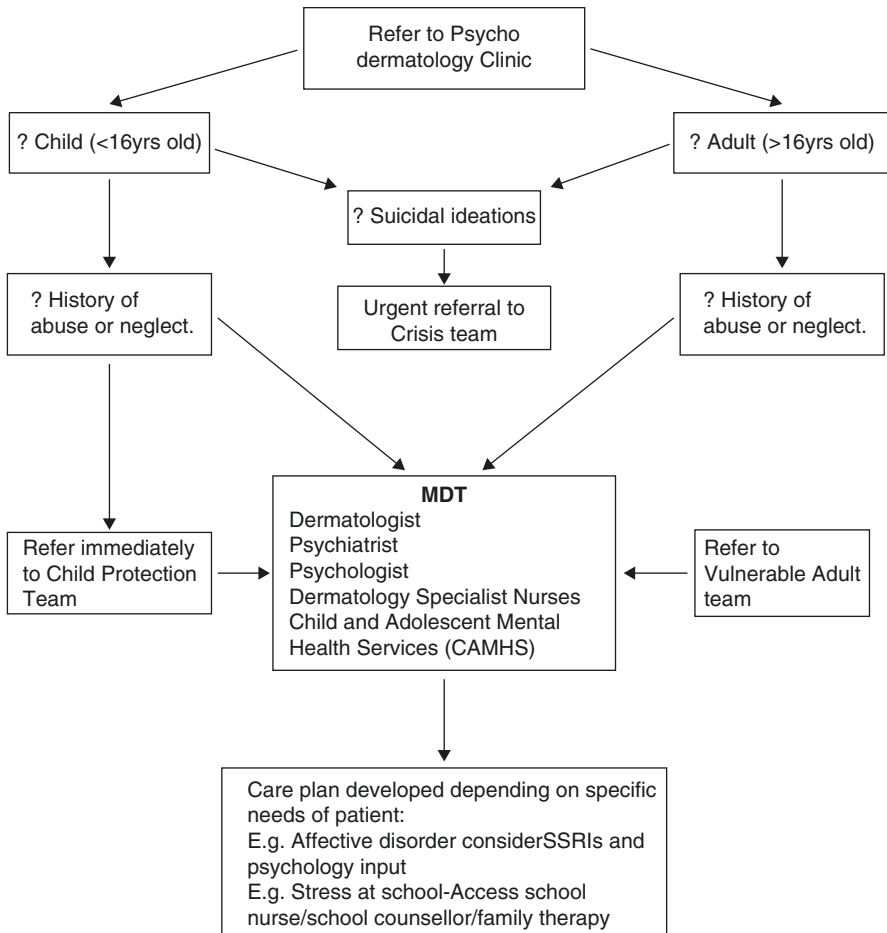 Refer to Psycho
dermatology Clinic
? Child (<16yrs old)
? Adult (>16yrs old)
? Suicidal ideations
? History of
abuse or neglect.
Urgent referral to
Crisis team
? History of
abuse or neglect.
MDT
Dermatologist
Psychiatrist
Psychologist
Dermatology Specialist Nurses
Child and Adolescent Mental
Health Services (CAMHS)
Refer immediately
to Child Protection
Team
Refer to
Vulnerable Adult
team
Care plan developed depending on specific
needs of patient:
E.g. Affective disorder considerSSRIs and
psychology input
E.g. Stress at school-Access school
nurse/school counsellor/family therapy